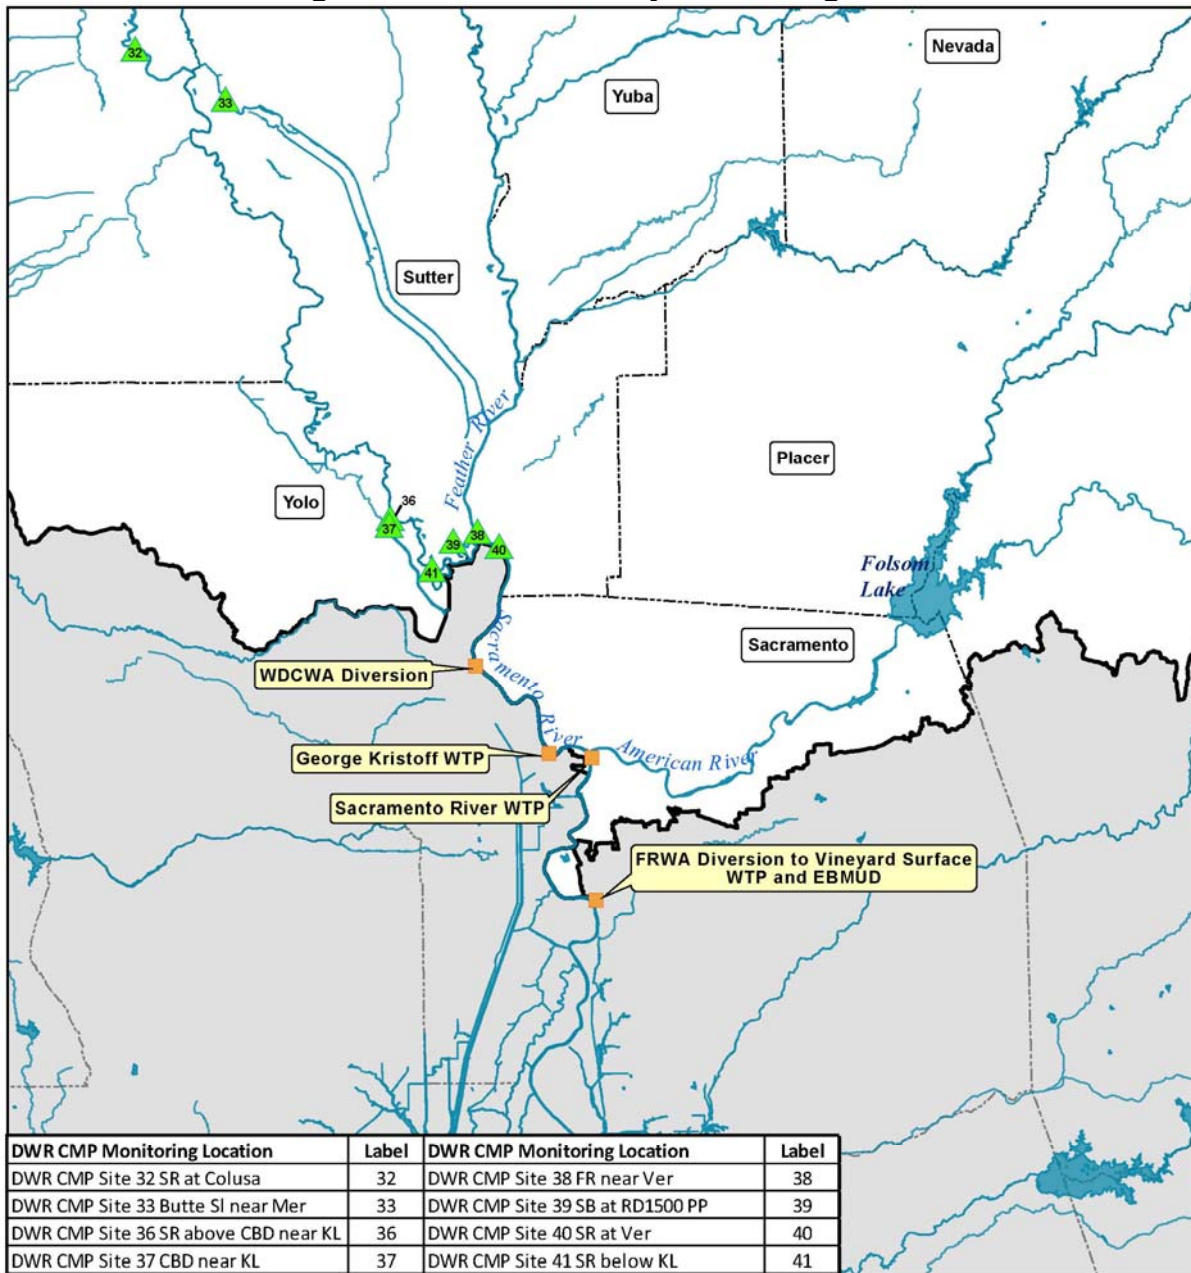 32
Nevada
Yuba
33
Sutter
Feather River
Placer
Yolo
36
37
38
39
40
41
Folsom
Lake
Sacramento
Sacramento River
WDCWA Diversion
George Kristoff WTP
American River
Sacramento River WTP
FRWA Diversion to Vineyard Surface
WTP and EBMUD
DWR CMP Monitoring Location Label DWR CMP Monitoring Location Label
DWR CMP Site 32 SR at Colusa 32 DWR CMP Site 38 FR near Ver 38
DWR CMP Site 33 Butte Sl near Mer 33 DWR CMP Site 39 SB at RD1500 PP 39
DWR CMP Site 36 SR above CBD near KL 36 DWR CMP Site 40 SR at Ver 40
DWR CMP Site 37 CBD near KL 37 DWR CMP Site 41 SR below KL 41